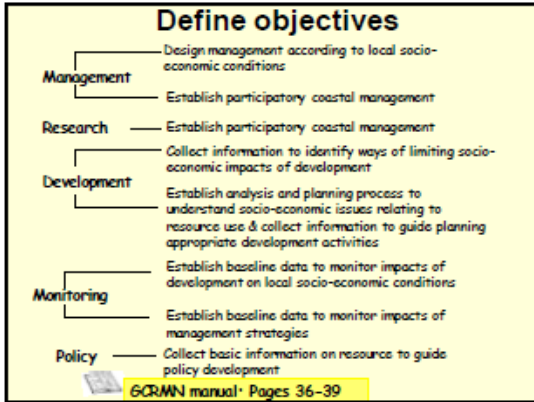 Define objectives
Management
Design management according to local socio-
economic conditions
Establish participatory coastal management
Research
Establish participatory coastal management
Development
Collect information to identify ways of limiting socio-
economic impacts of development
Establish analysis and planning process to
understand socio-economic issues relating to
resource use & collect information to guide planning
appropriate development activities
Monitoring
Establish baseline data to monitor impacts of
development on local socio-economic conditions
Establish baseline data to monitor impacts of
management strategies
Policy
Collect basic information on resource to guide
policy development
GCRMN manual· Pages 36-39